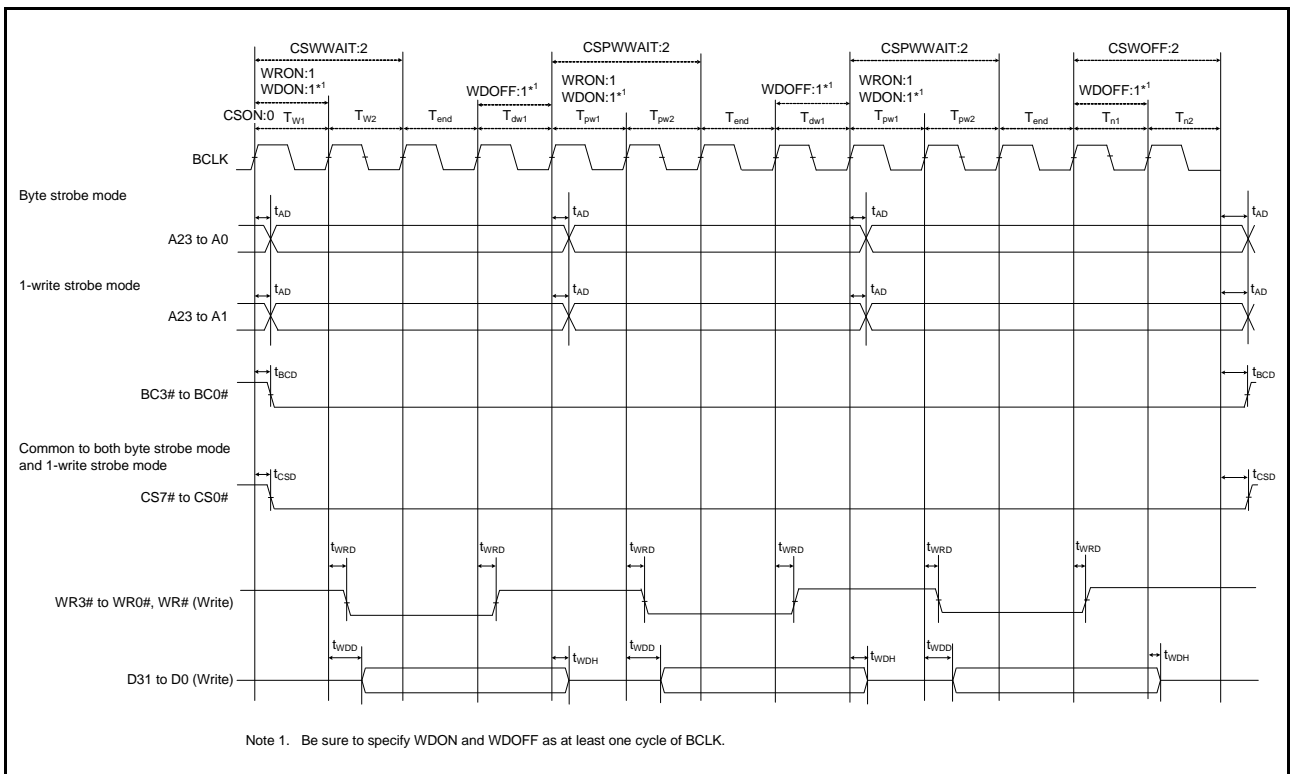 CSWWAIT:2 CSPWWAIT:2 CSPWWAIT:2 CSWOFF:2
WRON:1 WRON:1 WRON:1
WDON:1*1 WDOFF:1*1 WDON:1*1 WDOFF:1*1 WDON:1*1 WDOFF:1*1
CSON:0 TW1 TW2 Tend Tdw1 Tpw1 Tpw2 Tend Tdw1 Tpw1 Tpw2 Tend Tn1 Tn2
BCLK
Byte strobe mode
tAD tAD tAD tAD
A23 to A0
1-write strobe mode
tAD tAD tAD tAD
A23 to A1
tBCD tBCD
BC3# to BC0#
Common to both byte strobe mode
and 1-write strobe mode
tCSD tCSD
CS7# to CS0#
tWRD tWRD tWRD tWRD tWRD tWRD
WR3# to WR0#, WR# (Write)
tWDD tWDH tWDD tWDH tWDD tWDH
D31 to D0 (Write)
Note 1. Be sure to specify WDON and WDOFF as at least one cycle of BCLK.